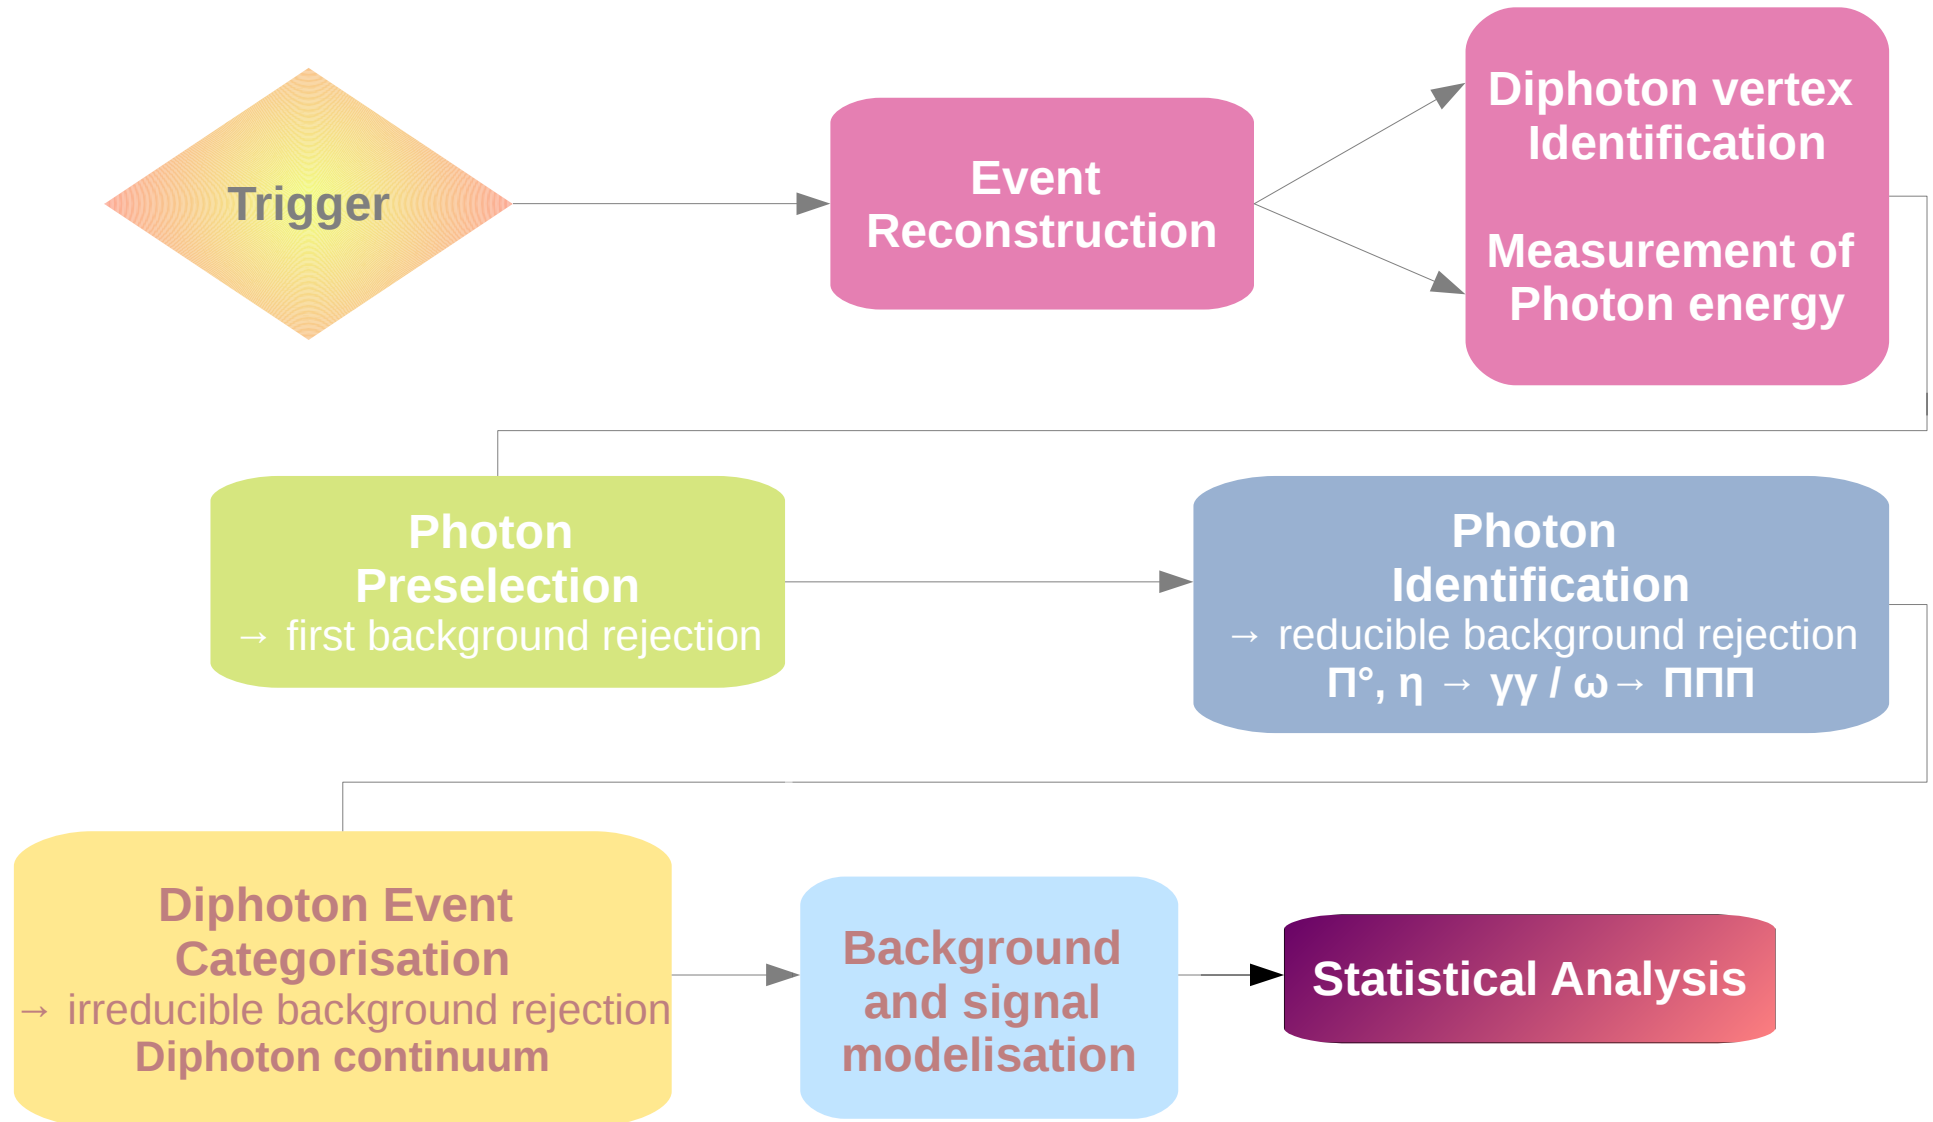 Trigger
Event
Reconstruction
Diphoton vertex
Identification
Measurement of
Photon energy
Photon
Preselection
→ first background rejection
Photon
Identification
→ reducible background rejection
Π°, η → γγ / ω→ ΠΠΠ
Diphoton Event
Categorisation
→ irreducible background rejection
Diphoton continuum
Background
and signal
modelisation
Statistical Analysis